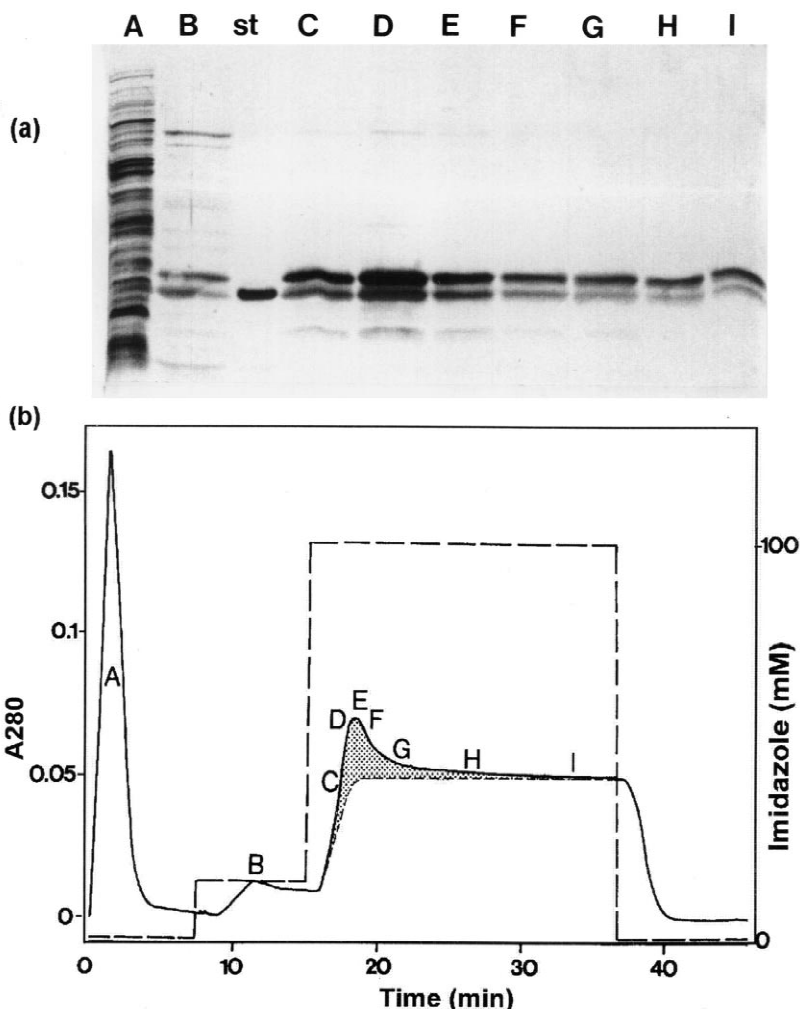 A B st C D E F G H I
(a)
(b)
0.15
0.1
0.05
0
A280
A
B
C
D
E
F
G
H
I
100
0
Imidazole (mM)
0 10 20 30 40
Time (min)